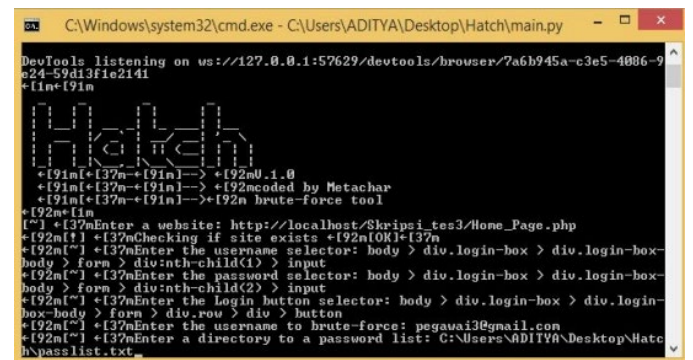 C:\Windows\system32\cmd.exe - C:\Users\ADITYA\Desktop\Hatch\main.py
DevTools listening on ws://127.0.0.1:57629/devtools/browser/7a6b945a-c3e5-4086-9
e24-59d13f1e2141
←[1m←[91m
Hatch
←[91m[←[37m~←[91m]--> ←[92mV.1.0
←[91m[←[37m~←[91m]--> ←[92mcoded by Metachar
←[91m[←[37m~←[91m]-->←[92m brute-force tool
←[92m←[1m
[~] ←[37mEnter a website: http://localhost/Skripsi_tes3/Home_Page.php
←[92m[!] ←[37mChecking if site exists ←[92m[OK]←[37m
←[92m[~] ←[37mEnter the username selector: body > div.login-box > div.login-box-
body > form > div:nth-child(1) > input
←[92m[~] ←[37mEnter the password selector: body > div.login-box > div.login-box-
body > form > div:nth-child(2) > input
←[92m[~] ←[37mEnter the Login button selector: body > div.login-box > div.login-
box-body > form > div.row > div > button
←[92m[~] ←[37mEnter the username to brute-force: pegawai3@gmail.com
←[92m[~] ←[37mEnter a directory to a password list: C:\Users\ADITYA\Desktop\Hatc
h\passlist.txt_